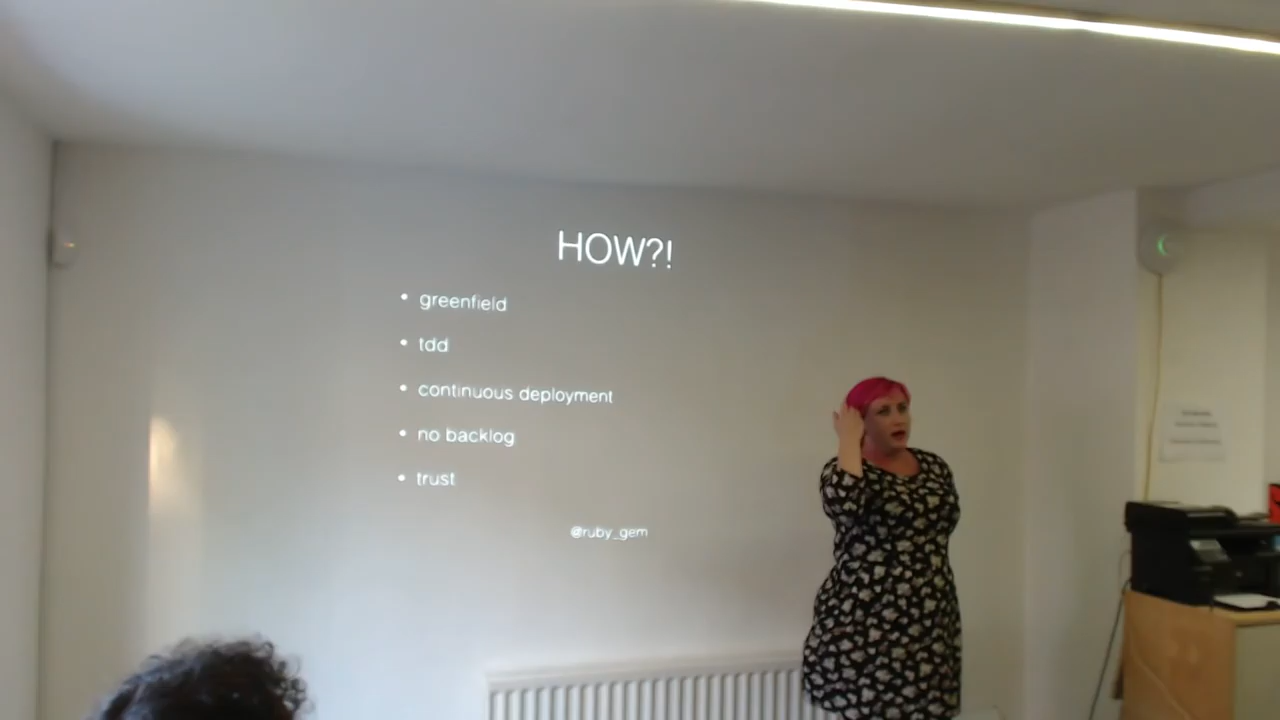 HOW?!
• greenfield
• tdd
• continuous deployment
• no backlog
• trust
@ruby_gem